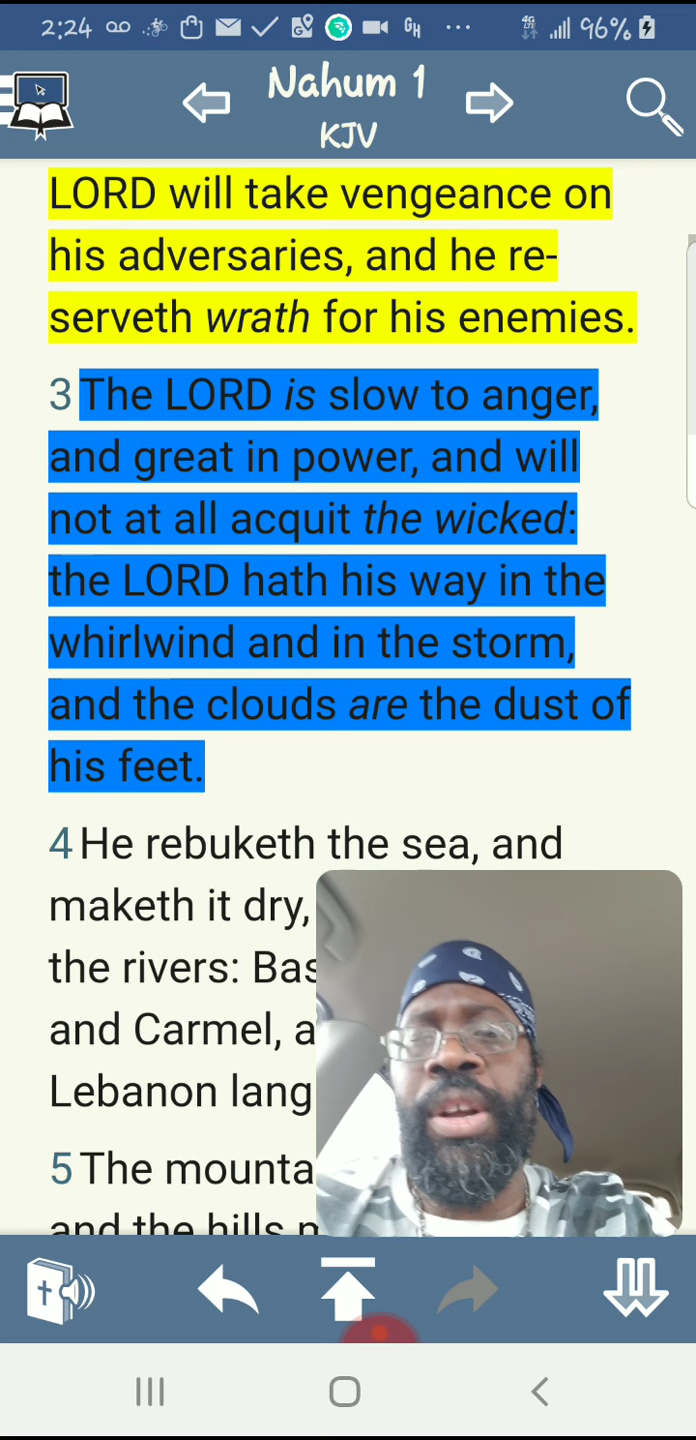 2:24
4G
96%
Nahum 1
KJV
LORD will take vengeance on
his adversaries, and he re-
serveth wrath for his enemies.
3 The LORD is slow to anger,
and great in power, and will
not at all acquit the wicked:
the LORD hath his way in the
whirlwind and in the storm,
and the clouds are the dust of
his feet.
4 He rebuketh the sea, and
maketh it dry,
the rivers: Bas
and Carmel, a
Lebanon lang
5 The mounta
and the hills m